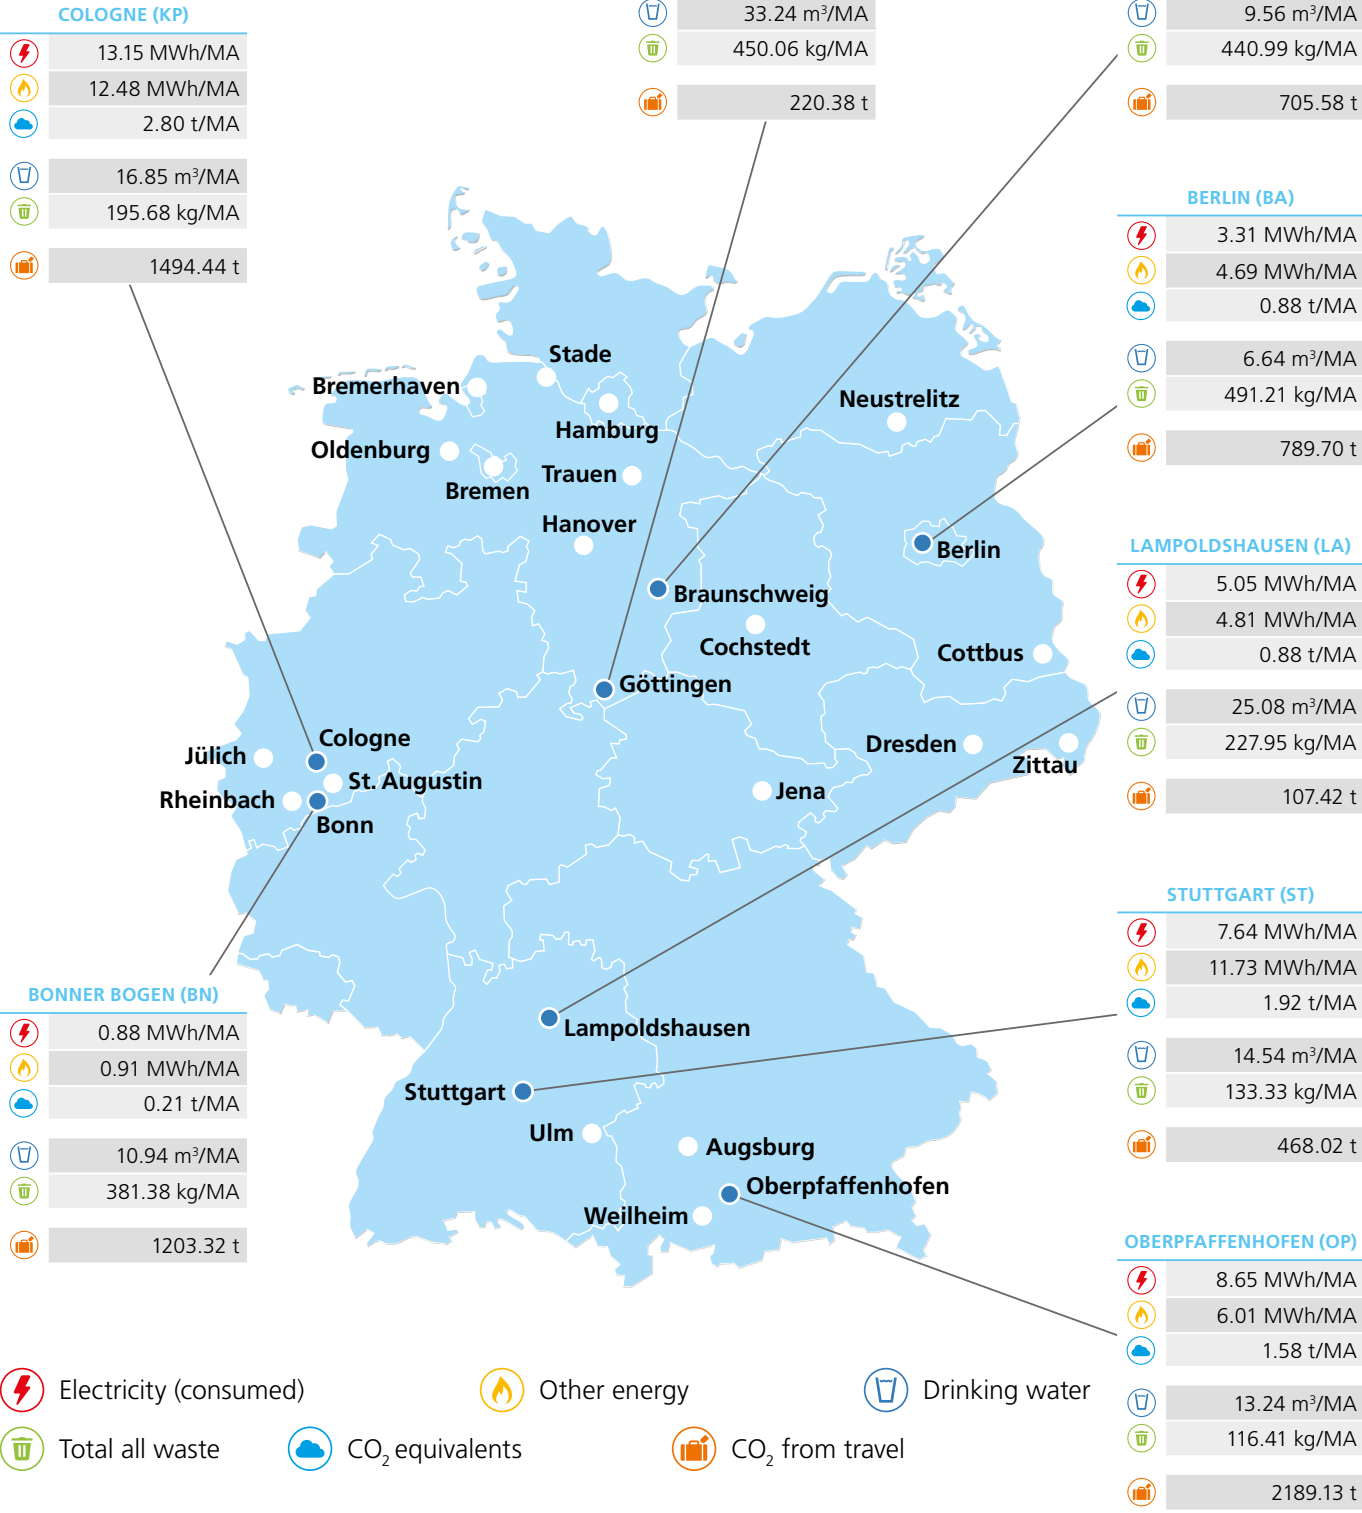 COLOGNE (KP)
13.15 MWh/MA
12.48 MWh/MA
2.80 t/MA
16.85 m³/MA
195.68 kg/MA
1494.44 t
33.24 m³/MA
450.06 kg/MA
220.38 t
9.56 m³/MA
440.99 kg/MA
705.58 t
BERLIN (BA)
3.31 MWh/MA
4.69 MWh/MA
0.88 t/MA
6.64 m³/MA
491.21 kg/MA
789.70 t
LAMPOLDSHAUSEN (LA)
5.05 MWh/MA
4.81 MWh/MA
0.88 t/MA
25.08 m³/MA
227.95 kg/MA
107.42 t
STUTTGART (ST)
7.64 MWh/MA
11.73 MWh/MA
1.92 t/MA
14.54 m³/MA
133.33 kg/MA
468.02 t
OBERPFAFFENHOFEN (OP)
8.65 MWh/MA
6.01 MWh/MA
1.58 t/MA
13.24 m³/MA
116.41 kg/MA
2189.13 t
BONNER BOGEN (BN)
0.88 MWh/MA
0.91 MWh/MA
0.21 t/MA
10.94 m³/MA
381.38 kg/MA
1203.32 t
Stade
Bremerhaven
Neustrelitz
Hamburg
Oldenburg
Trauen
Bremen
Hanover
Berlin
Braunschweig
Cochstedt
Cottbus
Göttingen
Cologne
Dresden
Jülich
Zittau
St. Augustin
Jena
Rheinbach
Bonn
Lampoldshausen
Stuttgart
Ulm
Augsburg
Oberpfaffenhofen
Weilheim
Electricity (consumed)
Other energy
Drinking water
Total all waste
CO₂ equivalents
CO₂ from travel